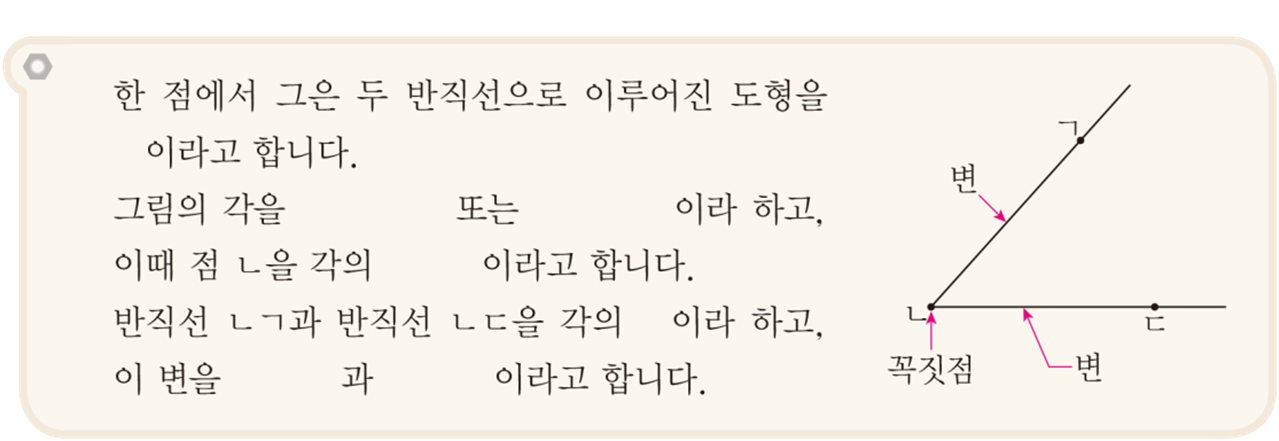 한 점에서 그은 두 반직선으로 이루어진 도형을
이라고 합니다.
그림의 각을 또는 이라 하고,
이때 점 ㄴ을 각의 이라고 합니다.
반직선 ㄴㄱ과 반직선 ㄴㄷ을 각의 이라 하고,
이 변을 과 이라고 합니다.
ㄱ
변
ㄴ
ㄷ
꼭짓점
변